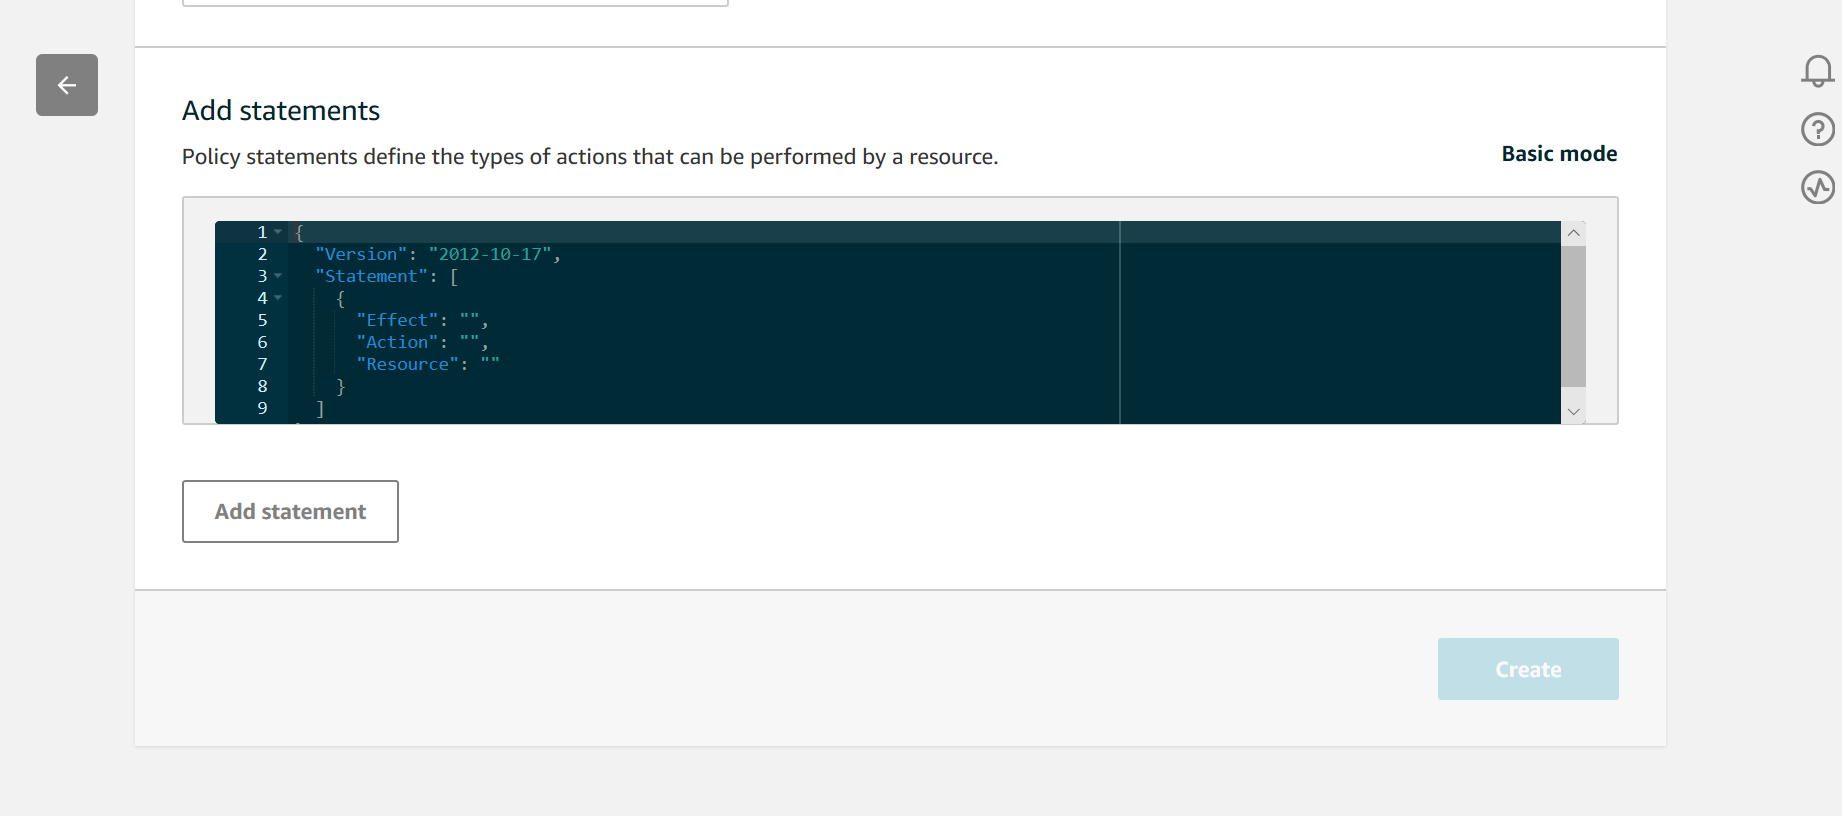 Add statements
Policy statements define the types of actions that can be performed by a resource.
Basic mode
1 {
2 "Version": "2012-10-17",
3 "Statement": [
4 {
5 "Effect": "",
6 "Action": "",
7 "Resource": ""
8 }
9 ]
Add statement
Create